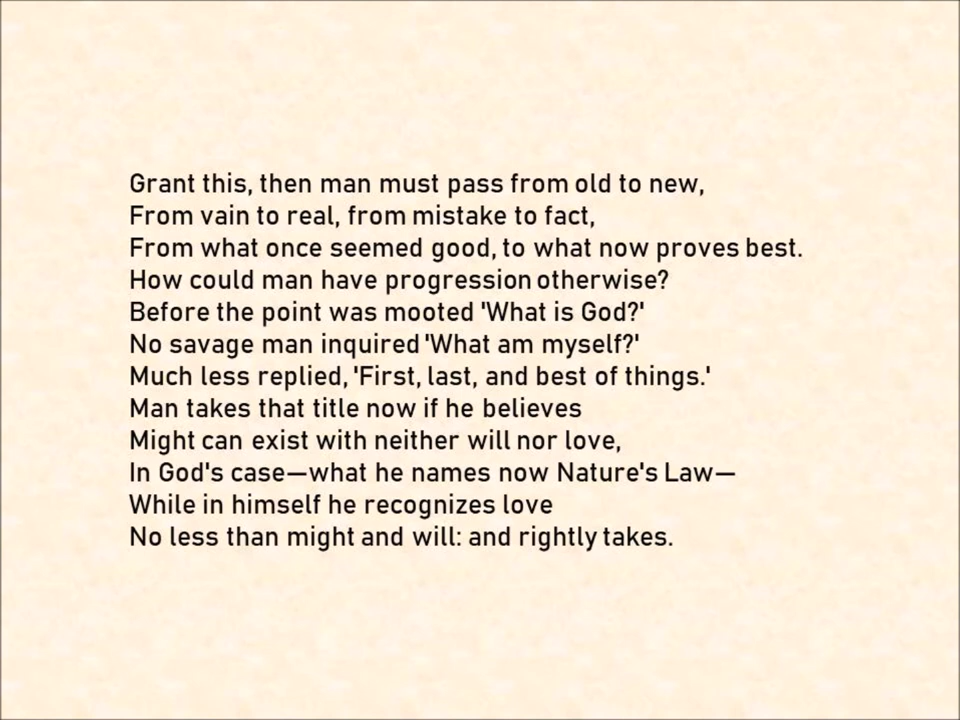 Grant this, then man must pass from old to new,
From vain to real, from mistake to fact,
From what once seemed good, to what now proves best.
How could man have progression otherwise?
Before the point was mooted 'What is God?'
No savage man inquired 'What am myself?'
Much less replied, 'First, last, and best of things.'
Man takes that title now if he believes
Might can exist with neither will nor love,
In God's case—what he names now Nature's Law—
While in himself he recognizes love
No less than might and will: and rightly takes.